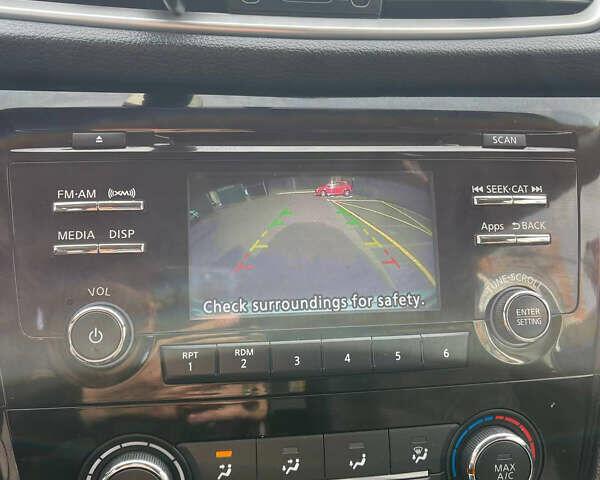 SCAN
FM·AM ((XM))
SEEK·CAT
MEDIA DISP
Apps BACK
VOL
TUNE·SCROLL
ENTER
SETTING
Check surroundings for safety.
RPT
1
RDM
2
3
4
5
6
MAX
A/C